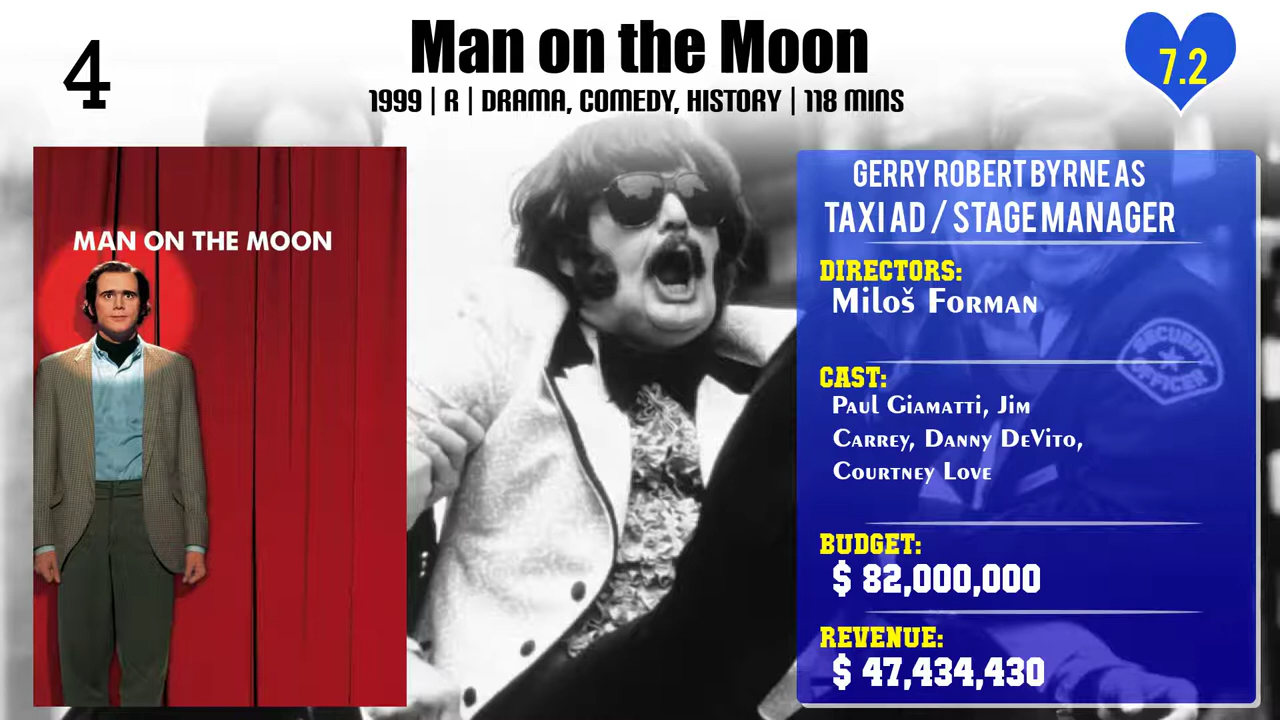 4
Man on the Moon
1999 | R | DRAMA, COMEDY, HISTORY | 118 MINS
7.2
MAN ON THE MOON
GERRY ROBERT BYRNE AS
TAXI AD / STAGE MANAGER
DIRECTORS:
Miloš Forman
CAST:
Paul Giamatti, Jim
Carrey, Danny DeVito,
Courtney Love
SECURITY
OFFICER
BUDGET:
$ 82,000,000
REVENUE:
$ 47,434,430